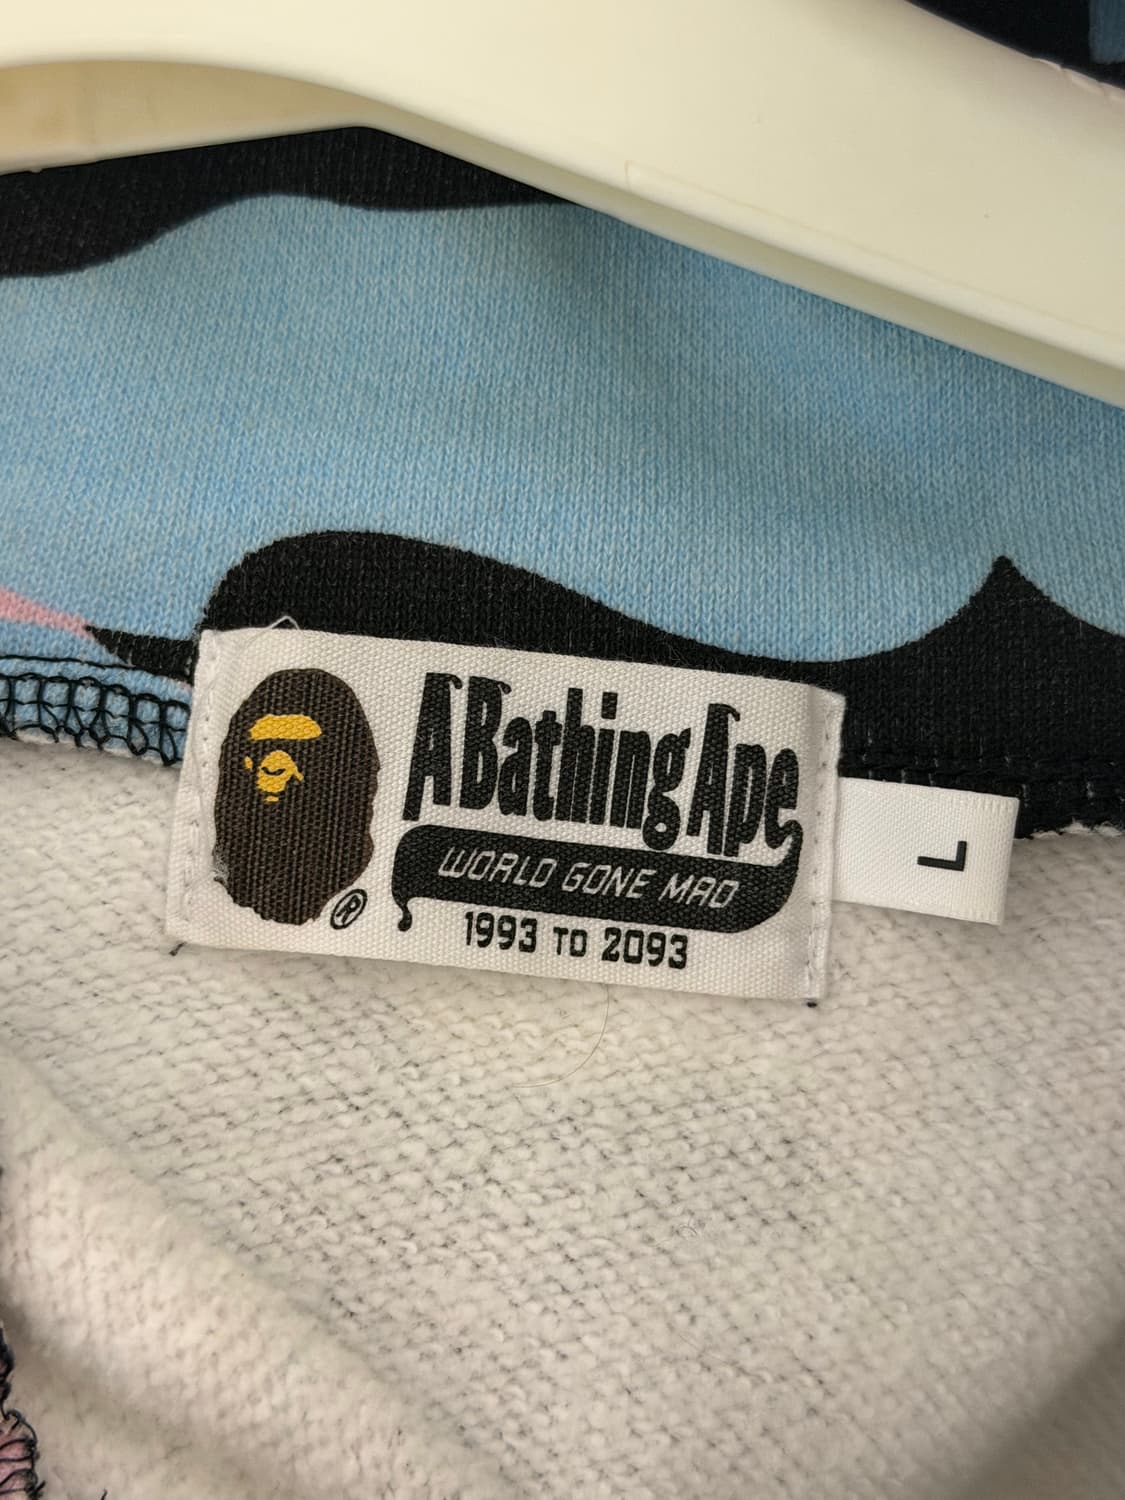 A Bathing Ape
WORLD GONE MAD
1993 TO 2093
®
L